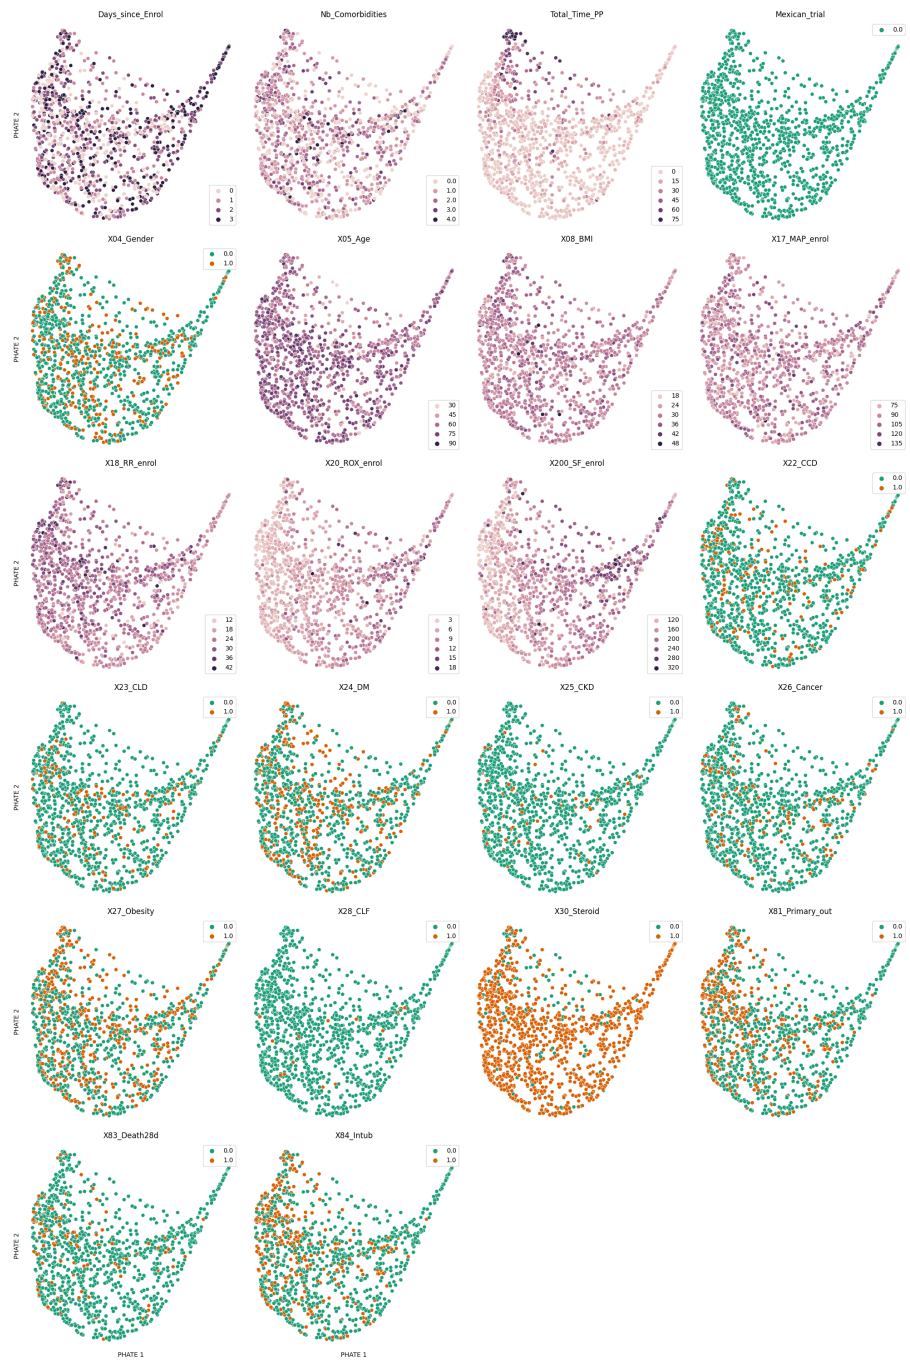 Days_since_Enrol
Nb_Comorbidities
Total_Time_PP
Mexican_trial
PHATE 2
0
1
2
3
0.0
1.0
2.0
3.0
4.0
0
15
30
45
60
75
0.0
X04_Gender
X05_Age
X08_BMI
X17_MAP_enrol
PHATE 2
0.0
1.0
30
45
60
75
90
18
24
30
36
42
48
75
90
105
120
135
X18_RR_enrol
X20_ROX_enrol
X200_SF_enrol
X22_CCD
PHATE 2
12
18
24
30
36
42
3
6
9
12
15
18
120
160
200
240
280
320
0.0
1.0
X23_CLD
X24_DM
X25_CKD
X26_Cancer
PHATE 2
0.0
1.0
0.0
1.0
0.0
1.0
0.0
1.0
X27_Obesity
X28_CLF
X30_Steroid
X81_Primary_out
PHATE 2
0.0
1.0
0.0
1.0
0.0
1.0
0.0
1.0
X83_Death28d
X84_Intub
PHATE 2
0.0
1.0
0.0
1.0
PHATE 1
PHATE 1